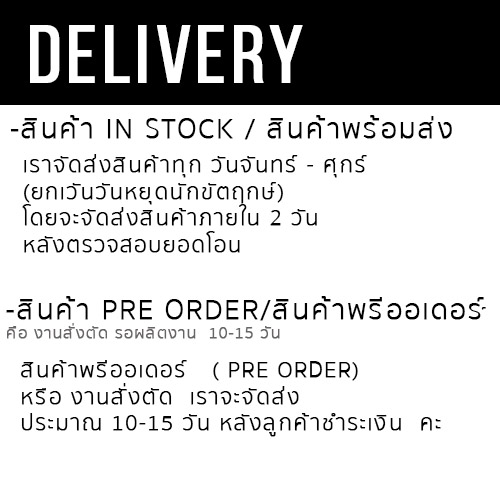 DELIVERY
-สินค้า IN STOCK / สินค้าพร้อมส่ง
เราจัดส่งสินค้าทุก วันจันทร์ - ศุกร์
(ยกเว้นวันหยุดนักขัตฤกษ์)
โดยจะจัดส่งสินค้าภายใน 2 วัน
หลังตรวจสอบยอดโอน
-สินค้า PRE ORDER/สินค้าพรีออเดอร์-
คือ งานสั่งตัด รอผลิตงาน 10-15 วัน
สินค้าพรีออเดอร์ ( PRE ORDER)
หรือ งานสั่งตัด เราจะจัดส่ง
ประมาณ 10-15 วัน หลังลูกค้าชำระเงิน คะ